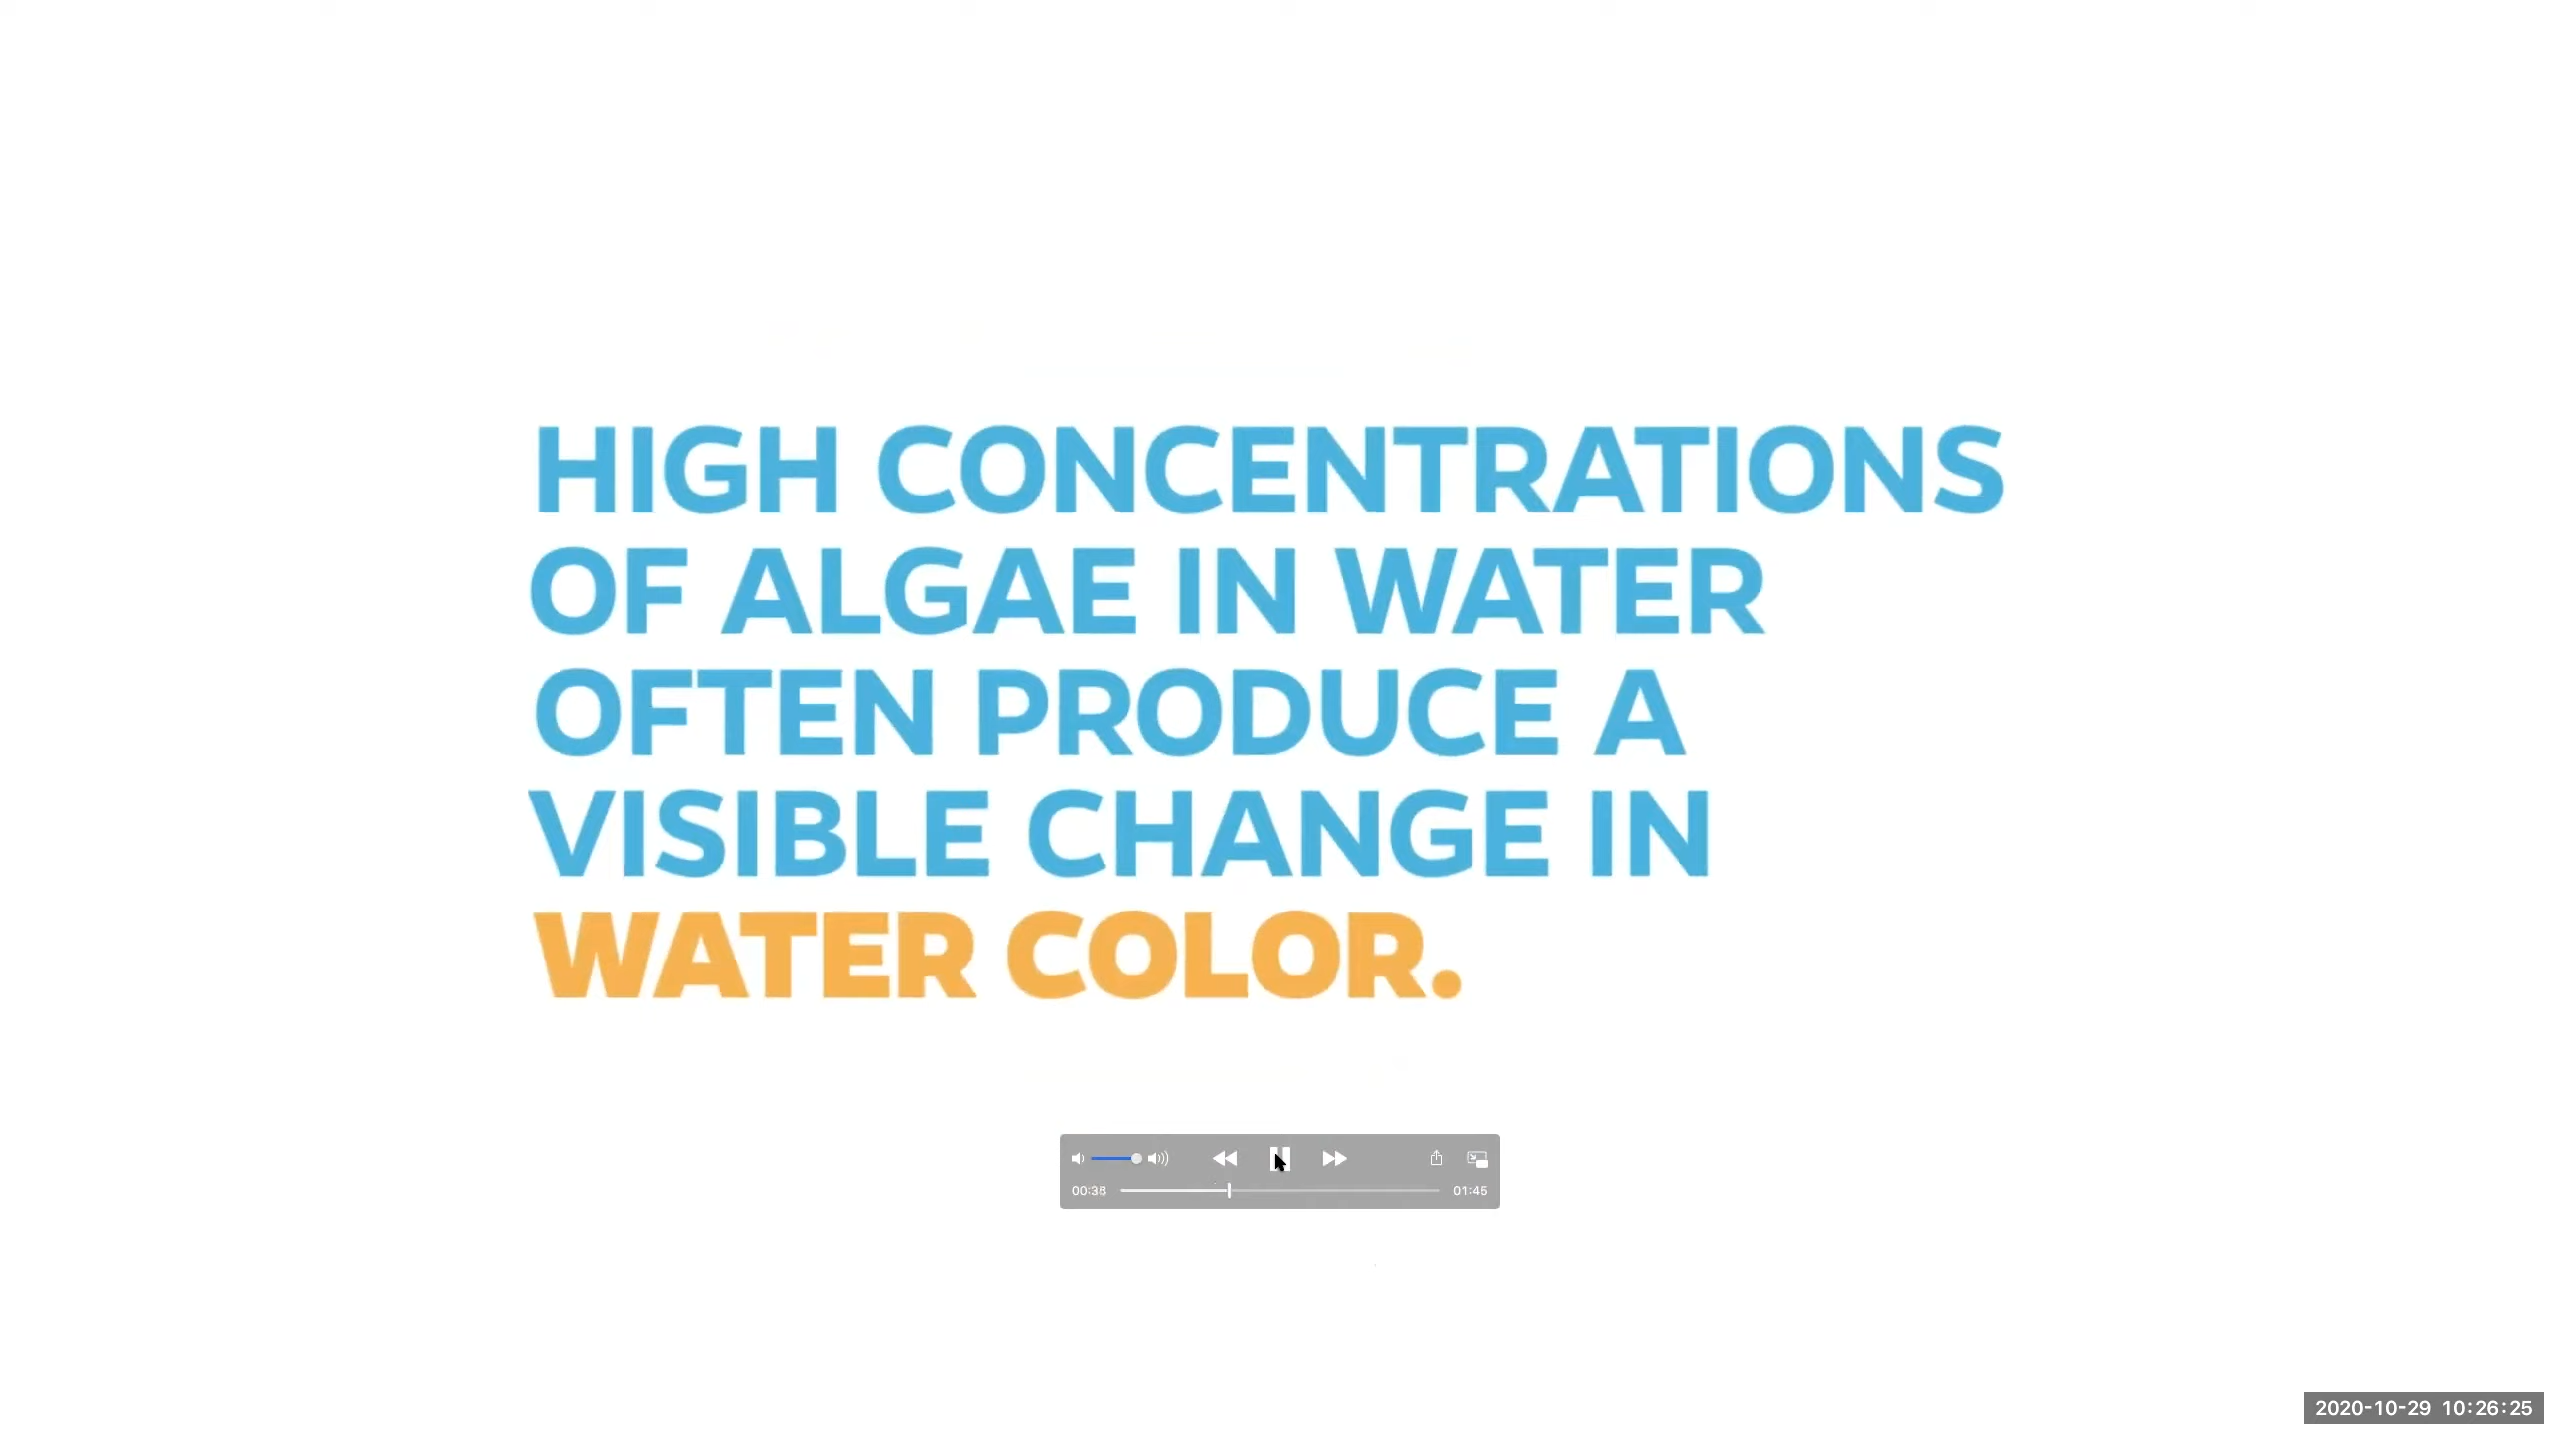 HIGH CONCENTRATIONS
OF ALGAE IN WATER
OFTEN PRODUCE A
VISIBLE CHANGE IN
WATER COLOR.
00:38 01:45
2020-10-29 10:26:25